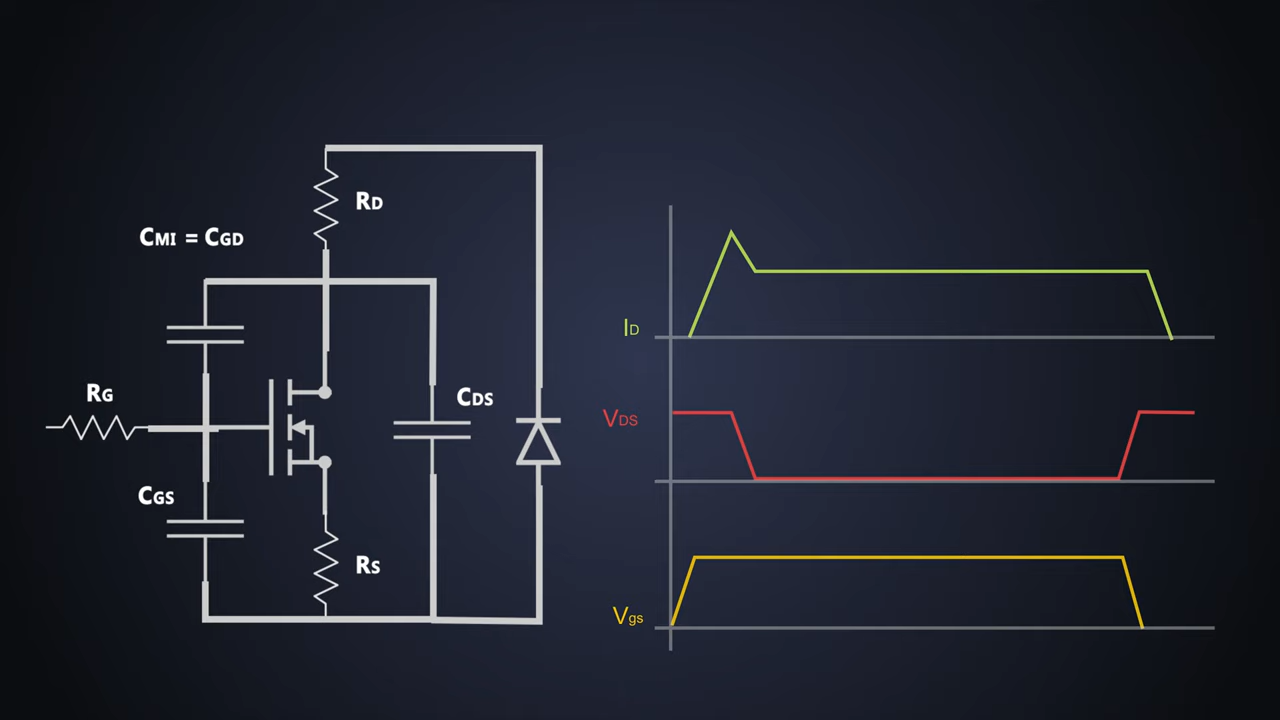 RD
CMI = CGD
RG
CDS
CGS
RS
ID
VDS
Vgs